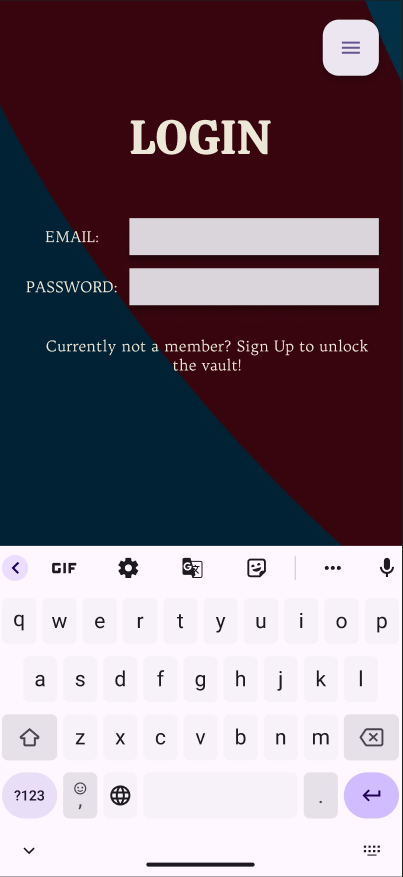 LOGIN
EMAIL:
PASSWORD:
Currently not a member? Sign Up to unlock
the vault!
GIF
q w e r t y u i o p
a s d f g h j k l
z x c v b n m
?123 , .